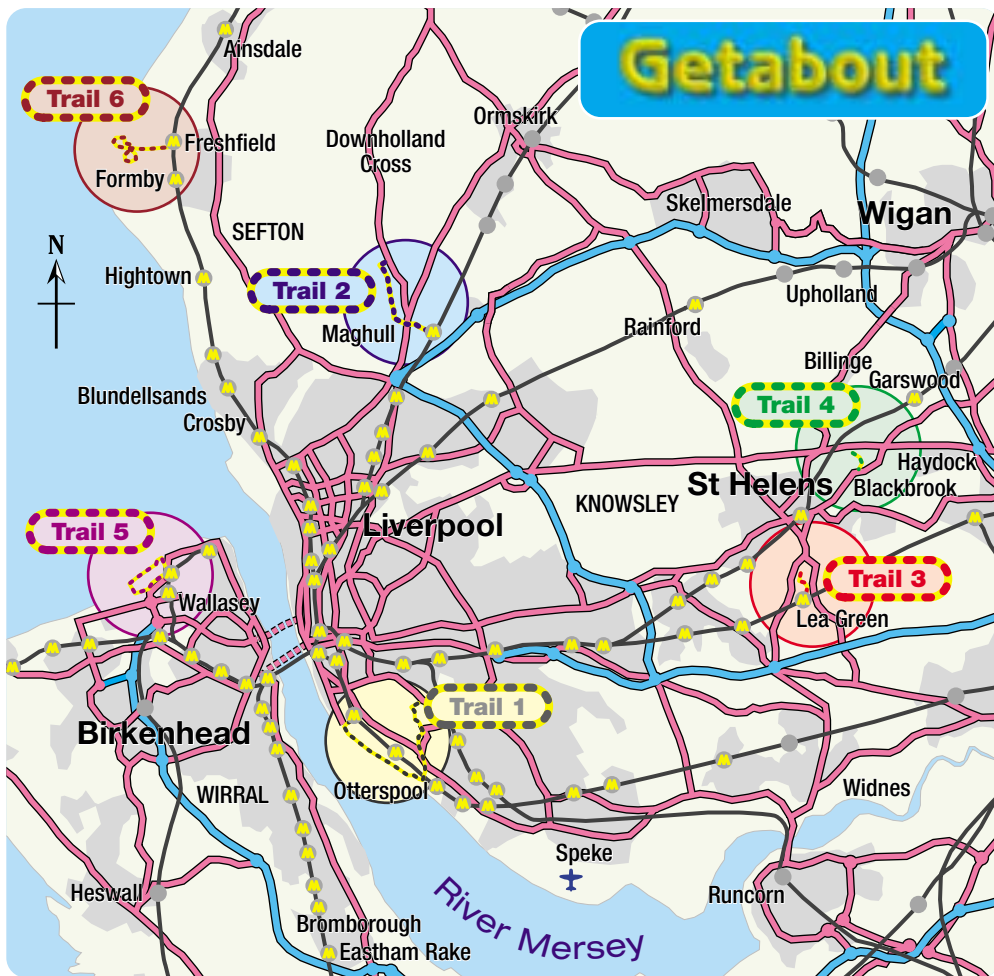 Getabout
Ainsdale
Trail 6
Ormskirk
Freshfield
Downholland
Cross
Formby
Skelmersdale
Wigan
SEFTON
N
Hightown
Trail 2
Upholland
Maghull
Rainford
Billinge
Garswood
Blundellsands
Trail 4
Crosby
Haydock
St Helens
Blackbrook
KNOWSLEY
Liverpool
Trail 5
Trail 3
Wallasey
Lea Green
Trail 1
Birkenhead
Otterspool
WIRRAL
Widnes
Speke
Heswall
Runcorn
River Mersey
Bromborough
Eastham Rake